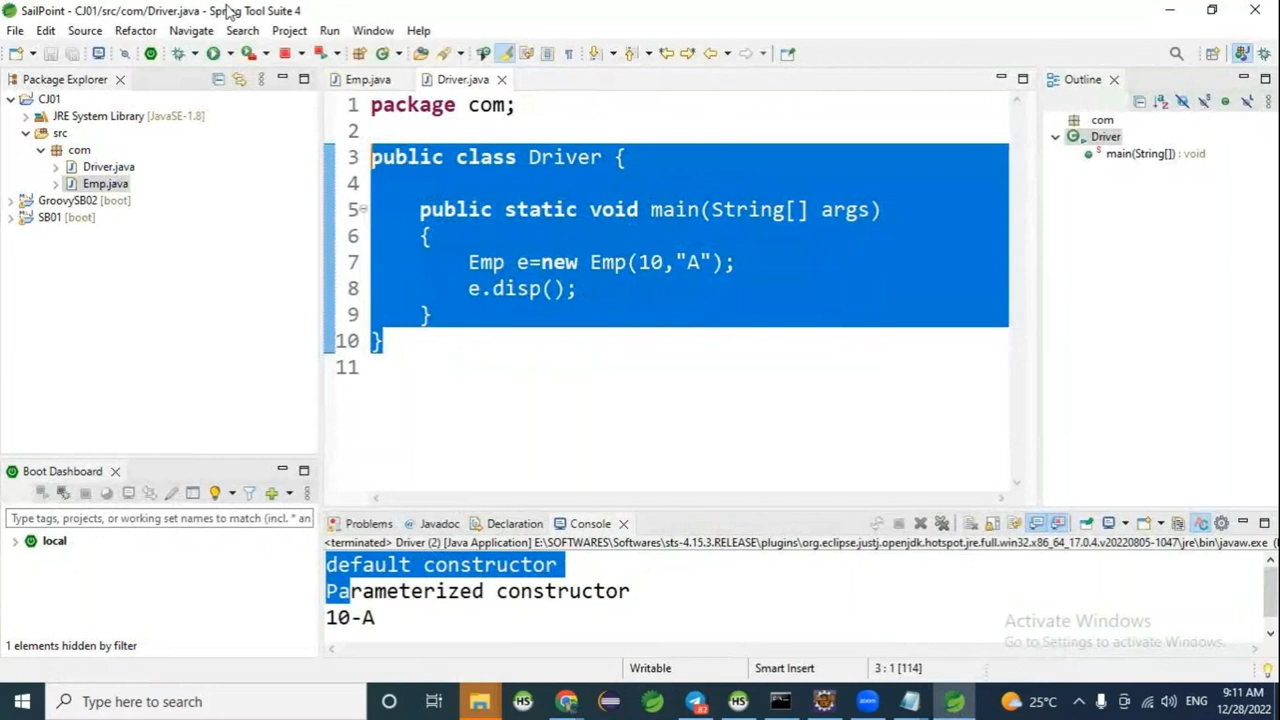 SailPoint - CJ01/src/com/Driver.java - Spring Tool Suite 4
File Edit Source Refactor Navigate Search Project Run Window Help
Package Explorer
CJ01
JRE System Library [JavaSE-1.8]
src
com
Driver.java
Emp.java
GroovySB02 [boot]
SB01 [boot]
Emp.java Driver.java
1 package com;
2
3 public class Driver {
4
5 public static void main(String[] args)
6 {
7 Emp e=new Emp(10,"A");
8 e.disp();
9 }
10 }
11
Outline
com
Driver
main(String[]) : void
Boot Dashboard
Type tags, projects, or working set names to match (incl. * an
local
1 elements hidden by filter
Problems Javadoc Declaration Console
<terminated> Driver (2) [Java Application] E:\SOFTWARES\Softwares\sts-4.15.3.RELEASE\plugins\org.eclipse.justj.openjdk.hotspot.jre.full.win32.x86_64_17.0.4.v20220805-1047\jre\bin\javaw.exe
default constructor
Parameterized constructor
10-A
Activate Windows
Go to Settings to activate Windows.
Writable Smart Insert 3 : 1 [114]
Type here to search
25°C
ENG
9:11 AM
12/28/2022